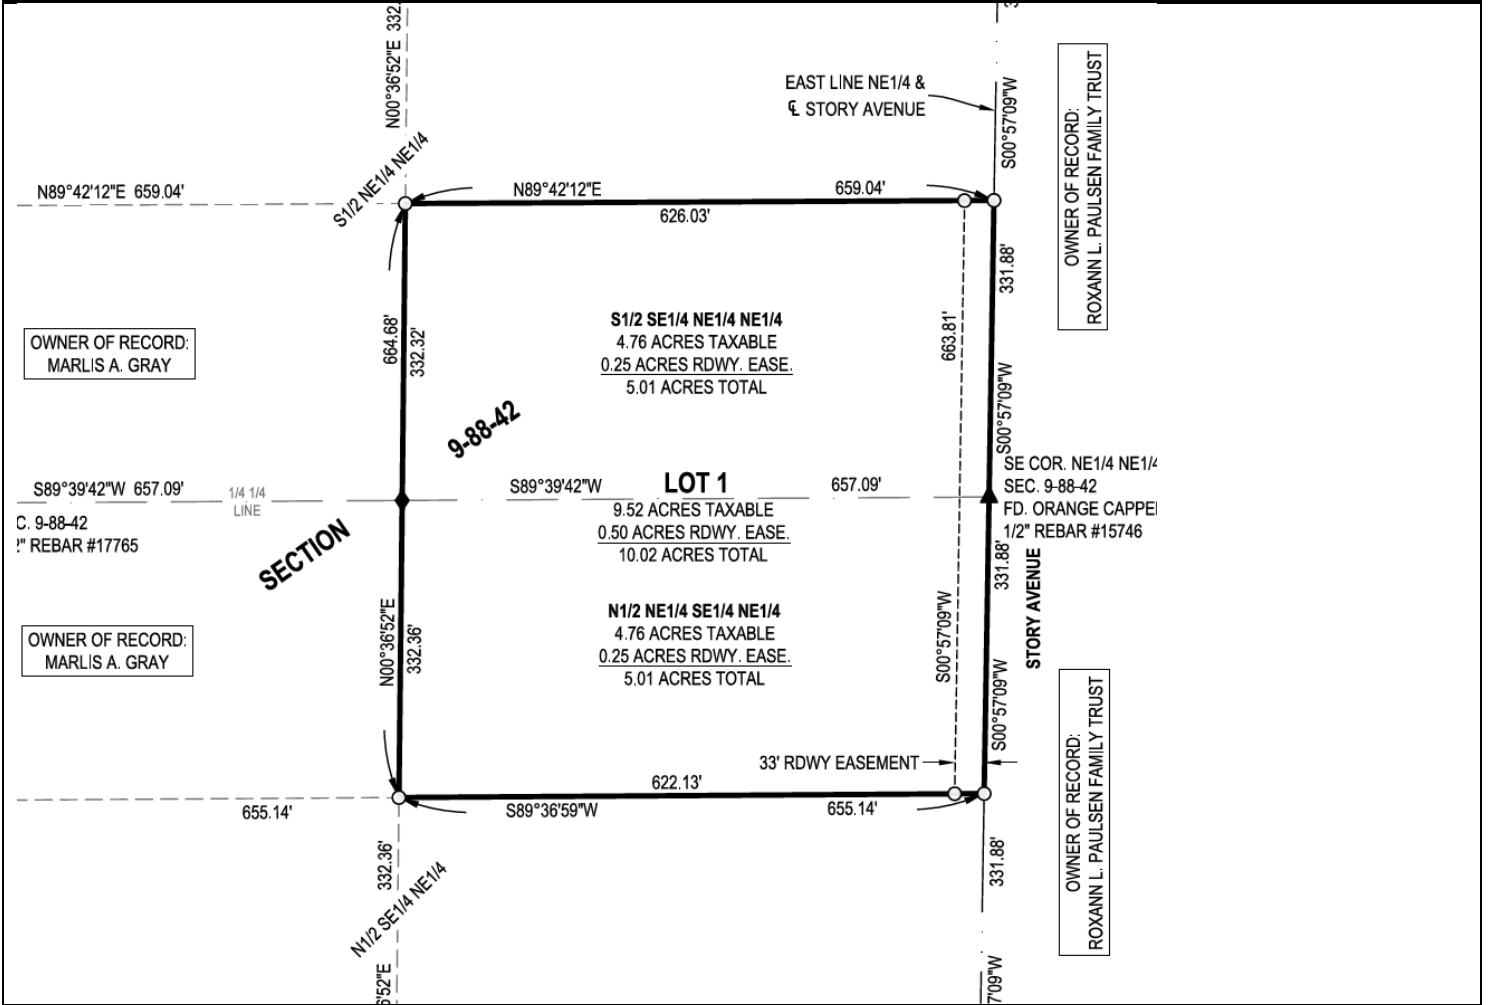 N00°36'52"E 332.
EAST LINE NE1/4 &
℄ STORY AVENUE
S00°57'09"W
OWNER OF RECORD:
ROXANN L. PAULSEN FAMILY TRUST
S1/2 NE1/4 NE1/4
N89°42'12"E 659.04'
N89°42'12"E
659.04'
626.03'
331.88'
664.68'
332.32'
663.81'
S1/2 SE1/4 NE1/4 NE1/4
4.76 ACRES TAXABLE
0.25 ACRES RDWY. EASE.
5.01 ACRES TOTAL
OWNER OF RECORD:
MARLIS A. GRAY
9-88-42
S00°57'09"W
SE COR. NE1/4 NE1/4
SEC. 9-88-42
FD. ORANGE CAPPE
1/2" REBAR #15746
S89°39'42"W 657.09'
1/4 1/4
LINE
S89°39'42"W
LOT 1
657.09'
9.52 ACRES TAXABLE
0.50 ACRES RDWY. EASE.
10.02 ACRES TOTAL
C. 9-88-42
2" REBAR #17765
SECTION
331.88'
STORY AVENUE
N1/2 NE1/4 SE1/4 NE1/4
4.76 ACRES TAXABLE
0.25 ACRES RDWY. EASE.
5.01 ACRES TOTAL
OWNER OF RECORD:
MARLIS A. GRAY
N00°36'52"E
332.36'
S00°57'09"W
S00°57'09"W
33' RDWY EASEMENT
622.13'
655.14'
S89°36'59"W
655.14'
OWNER OF RECORD:
ROXANN L. PAULSEN FAMILY TRUST
332.36'
N1/2 SE1/4 NE1/4
331.88'
6'52"E
7'09"W